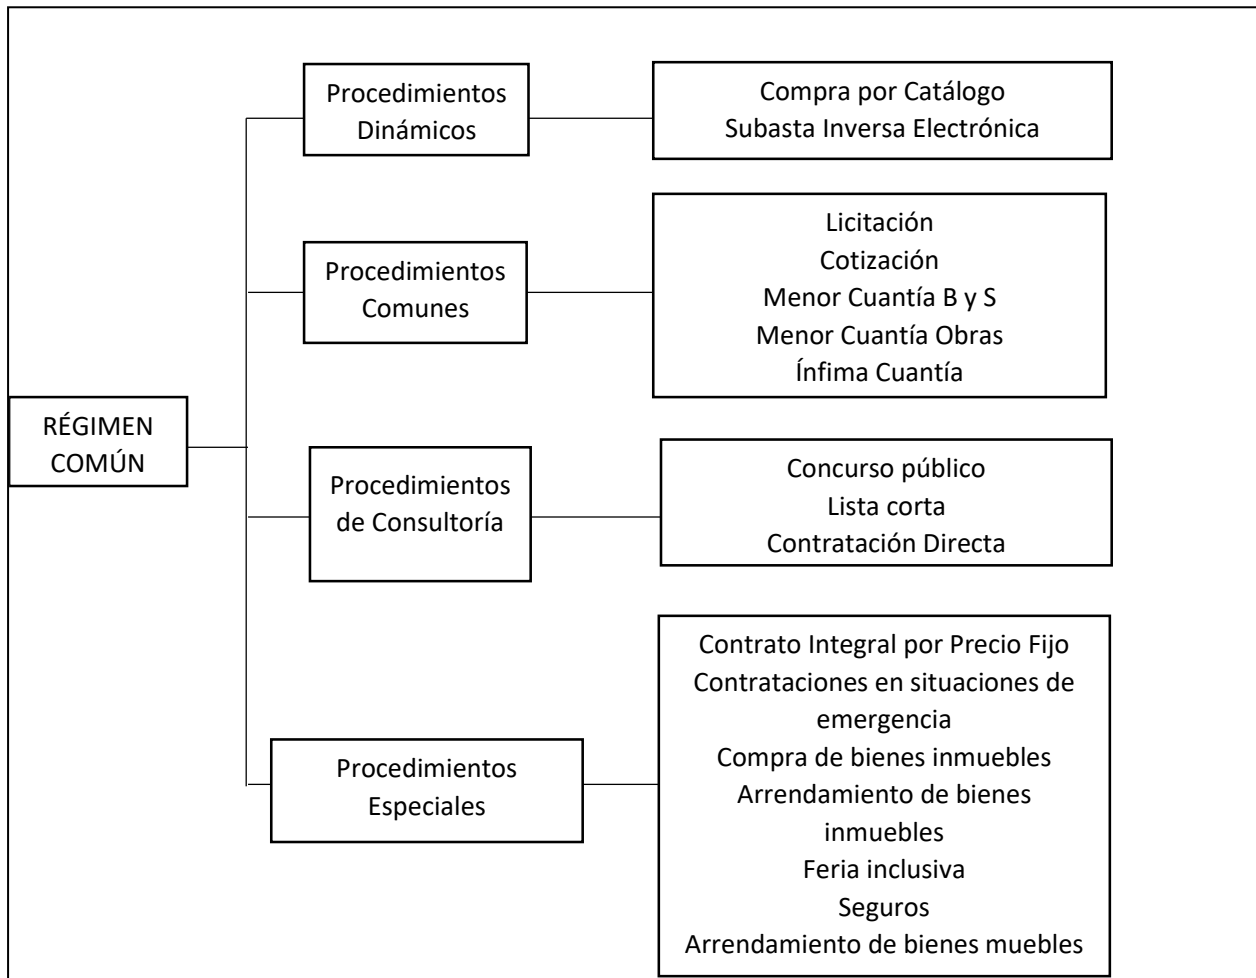 RÉGIMEN
COMÚN
Procedimientos
Dinámicos
Compra por Catálogo
Subasta Inversa Electrónica
Procedimientos
Comunes
Licitación
Cotización
Menor Cuantía B y S
Menor Cuantía Obras
Ínfima Cuantía
Procedimientos
de Consultoría
Concurso público
Lista corta
Contratación Directa
Procedimientos
Especiales
Contrato Integral por Precio Fijo
Contrataciones en situaciones de
emergencia
Compra de bienes inmuebles
Arrendamiento de bienes
inmuebles
Feria inclusiva
Seguros
Arrendamiento de bienes muebles